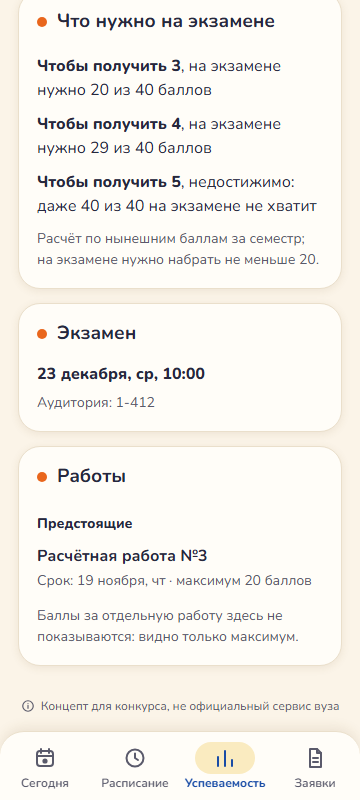 Что нужно на экзамене
Чтобы получить 3, на экзамене
нужно 20 из 40 баллов
Чтобы получить 4, на экзамене
нужно 29 из 40 баллов
Чтобы получить 5, недостижимо:
даже 40 из 40 на экзамене не хватит
Расчёт по нынешним баллам за семестр;
на экзамене нужно набрать не меньше 20.
Экзамен
23 декабря, ср, 10:00
Аудитория: 1-412
Работы
Предстоящие
Расчётная работа №3
Срок: 19 ноября, чт · максимум 20 баллов
Баллы за отдельную работу здесь не
показываются: видно только максимум.
Концепт для конкурса, не официальный сервис вуза
Сегодня Расписание Успеваемость Заявки